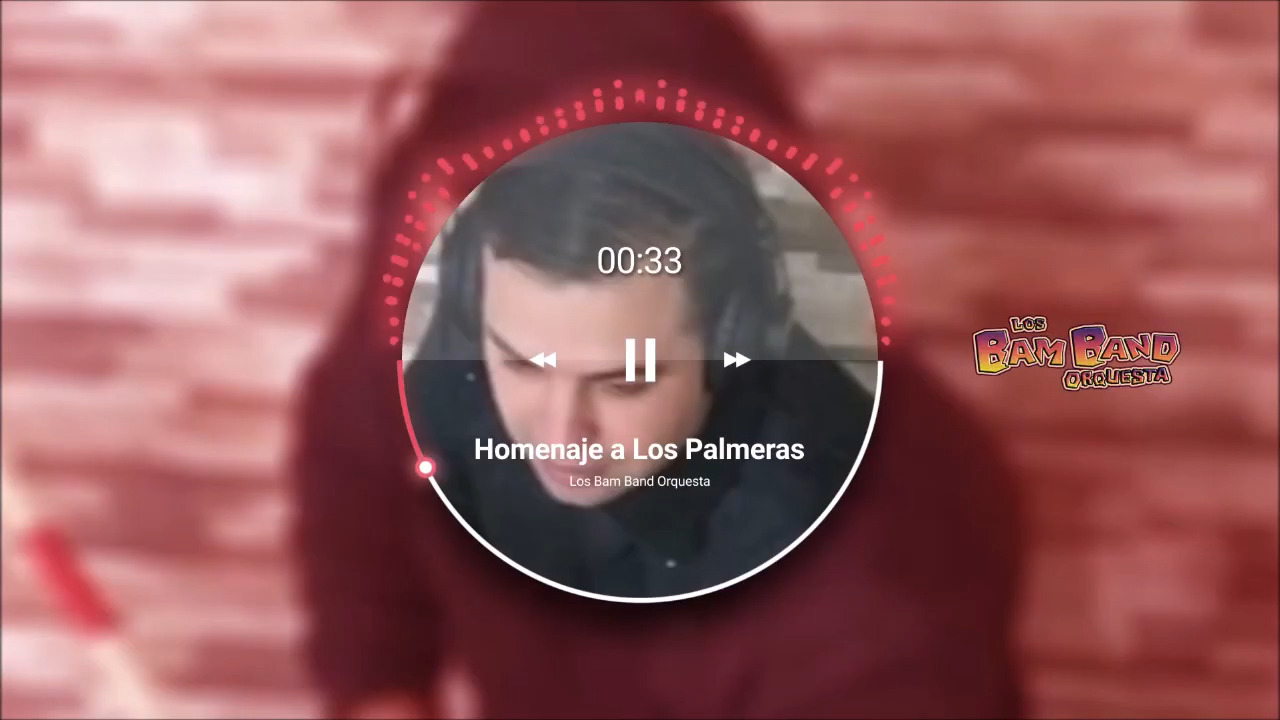 00:33
Homenaje a Los Palmeras
Los Bam Band Orquesta
LOS
BAM BAND
ORQUESTA